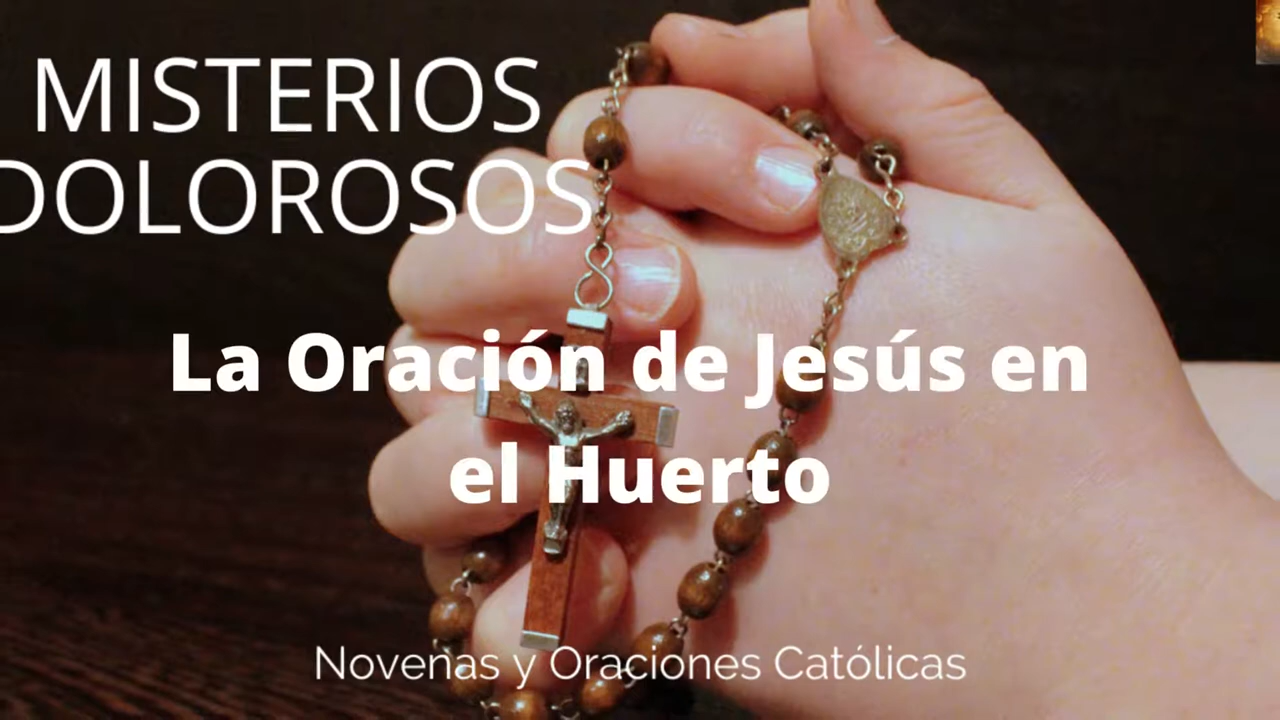 MISTERIOS
DOLOROSOS
La Oración de Jesús en
el Huerto
Novenas y Oraciones Católicas